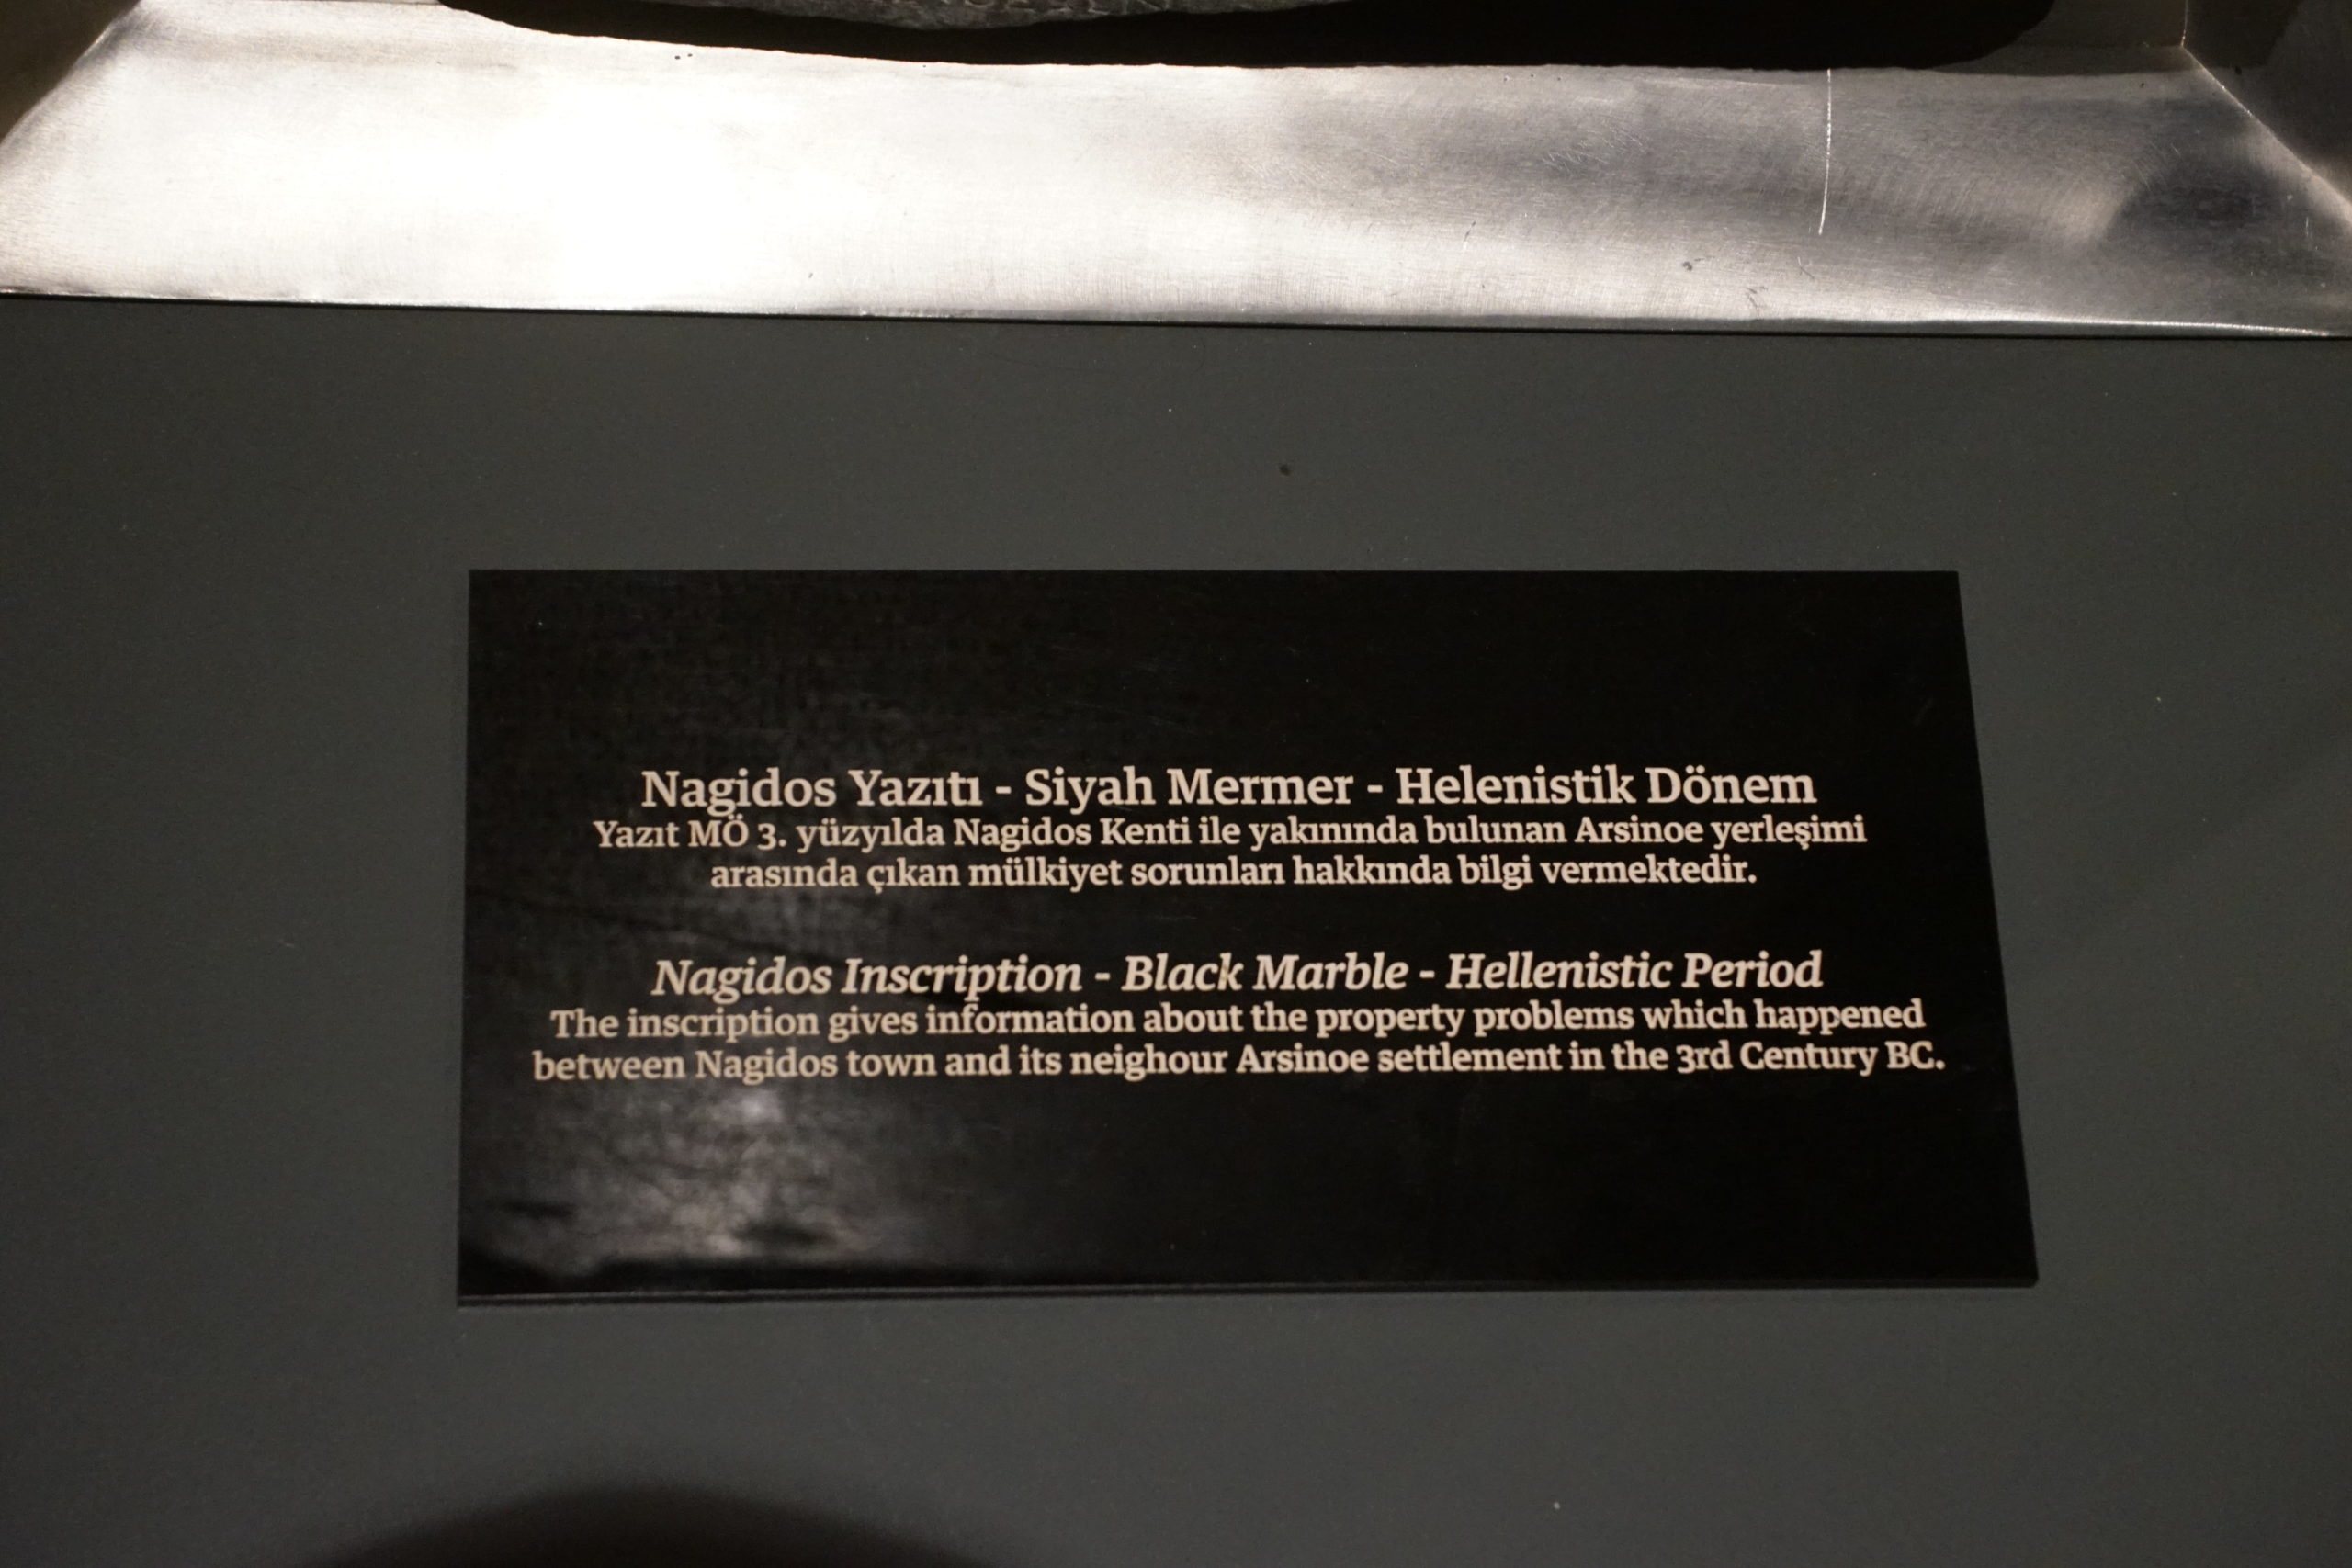 Nagidos Yazıtı - Siyah Mermer - Helenistik Dönem
Yazıt MÖ 3. yüzyılda Nagidos Kenti ile yakınında bulunan Arsinoe yerleşimi
arasında çıkan mülkiyet sorunları hakkında bilgi vermektedir.
Nagidos Inscription - Black Marble - Hellenistic Period
The inscription gives information about the property problems which happened
between Nagidos town and its neighour Arsinoe settlement in the 3rd Century BC.